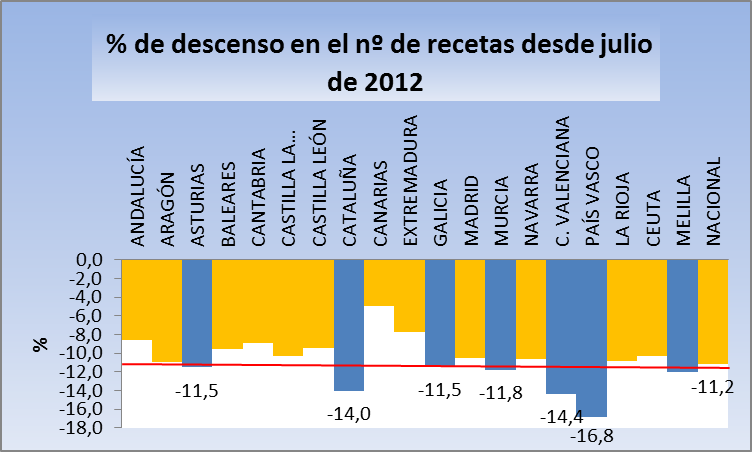 % de descenso en el nº de recetas desde julio
de 2012
ANDALUCÍA
ARAGÓN
ASTURIAS
BALEARES
CANTABRIA
CASTILLA LA...
CASTILLA LEÓN
CATALUÑA
CANARIAS
EXTREMADURA
GALICIA
MADRID
MURCIA
NAVARRA
C. VALENCIANA
PAÍS VASCO
LA RIOJA
CEUTA
MELILLA
NACIONAL
%
0,0
-2,0
-4,0
-6,0
-8,0
-10,0
-12,0
-14,0
-16,0
-18,0
-11,5
-14,0
-11,5
-11,8
-14,4
-16,8
-12,0
-11,2